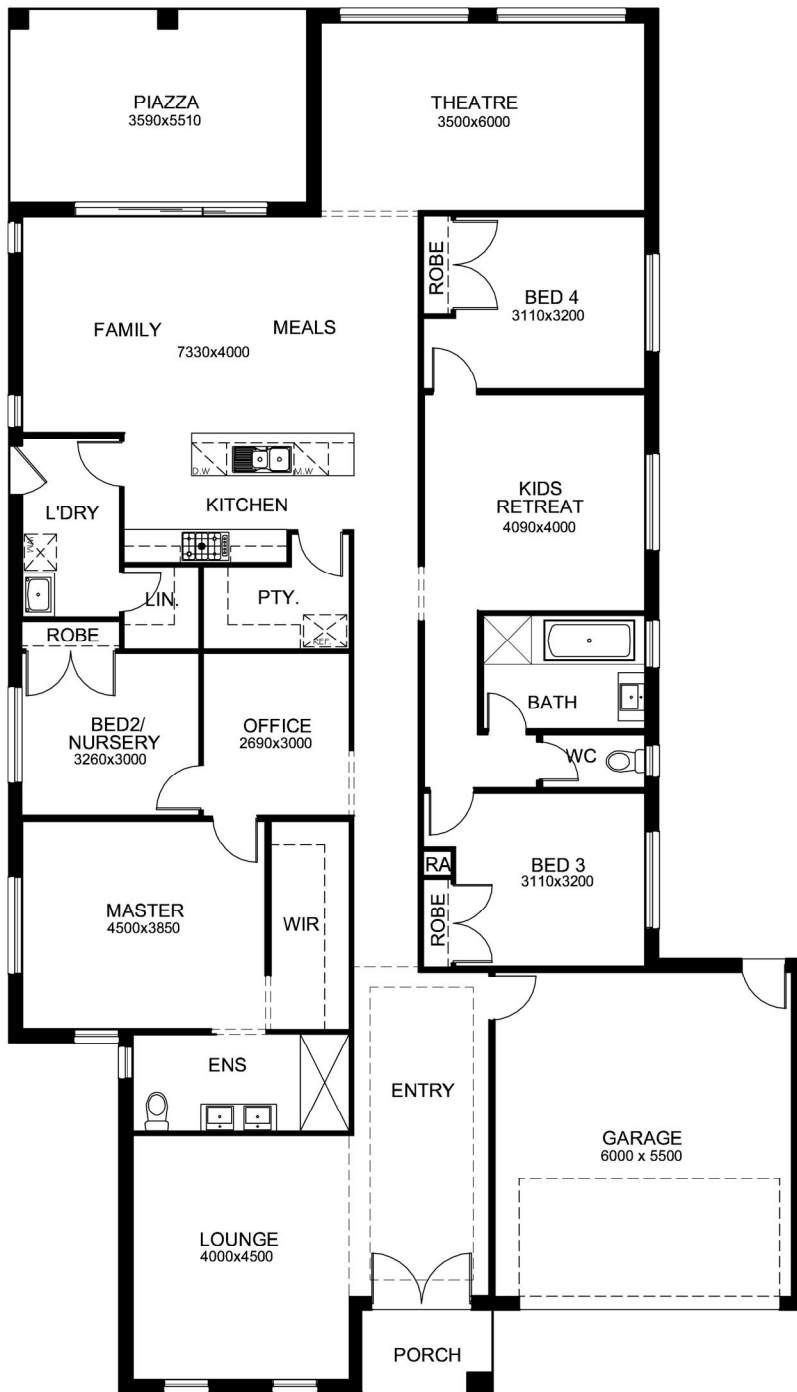 PIAZZA
3590x5510
THEATRE
3500x6000
ROBE
BED 4
3110x3200
FAMILY
MEALS
7330x4000
D.W
M.W
KITCHEN
L'DRY
WM
KIDS
RETREAT
4090x4000
LIN.
PTY.
REF.
ROBE
BATH
BED2/
NURSERY
3260x3000
OFFICE
2690x3000
WC
RA
BED 3
3110x3200
ROBE
MASTER
4500x3850
WIR
ENS
ENTRY
GARAGE
6000 x 5500
LOUNGE
4000x4500
PORCH